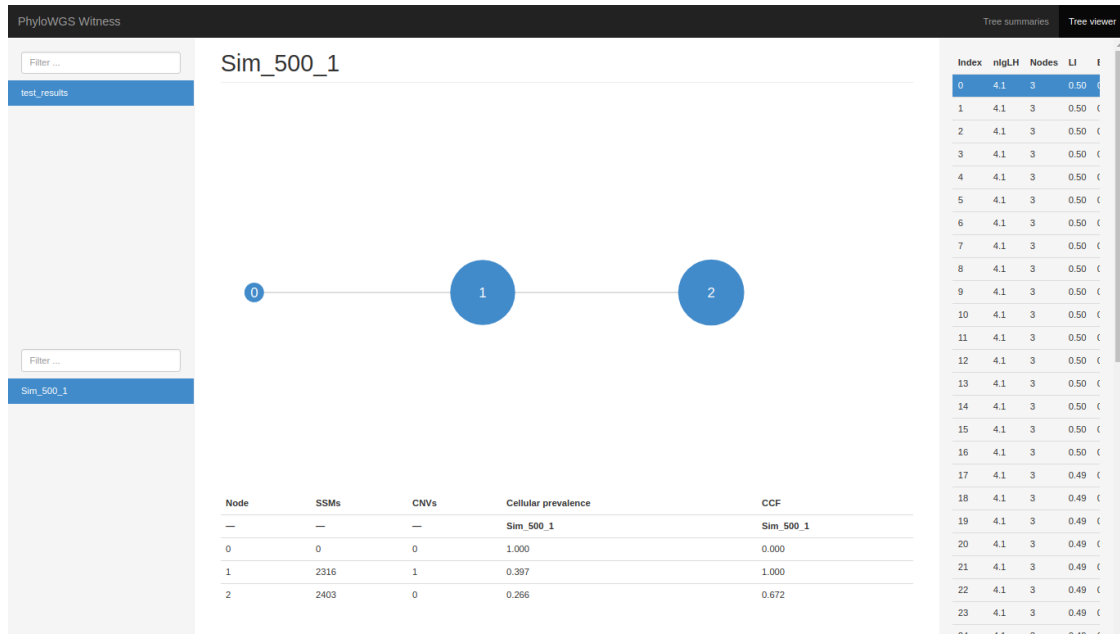 PhyloWGS Witness Tree summaries Tree viewer
Filter ...
test_results
Filter ...
Sim_500_1
Sim_500_1
0 1 2
Node SSMs CNVs Cellular prevalence CCF
— — — Sim_500_1 Sim_500_1
0 0 0 1.000 0.000
1 2316 1 0.397 1.000
2 2403 0 0.266 0.672
Index nlgLH Nodes LI
0 4.1 3 0.50
1 4.1 3 0.50
2 4.1 3 0.50
3 4.1 3 0.50
4 4.1 3 0.50
5 4.1 3 0.50
6 4.1 3 0.50
7 4.1 3 0.50
8 4.1 3 0.50
9 4.1 3 0.50
10 4.1 3 0.50
11 4.1 3 0.50
12 4.1 3 0.50
13 4.1 3 0.50
14 4.1 3 0.50
15 4.1 3 0.50
16 4.1 3 0.50
17 4.1 3 0.49
18 4.1 3 0.49
19 4.1 3 0.49
20 4.1 3 0.49
21 4.1 3 0.49
22 4.1 3 0.49
23 4.1 3 0.49